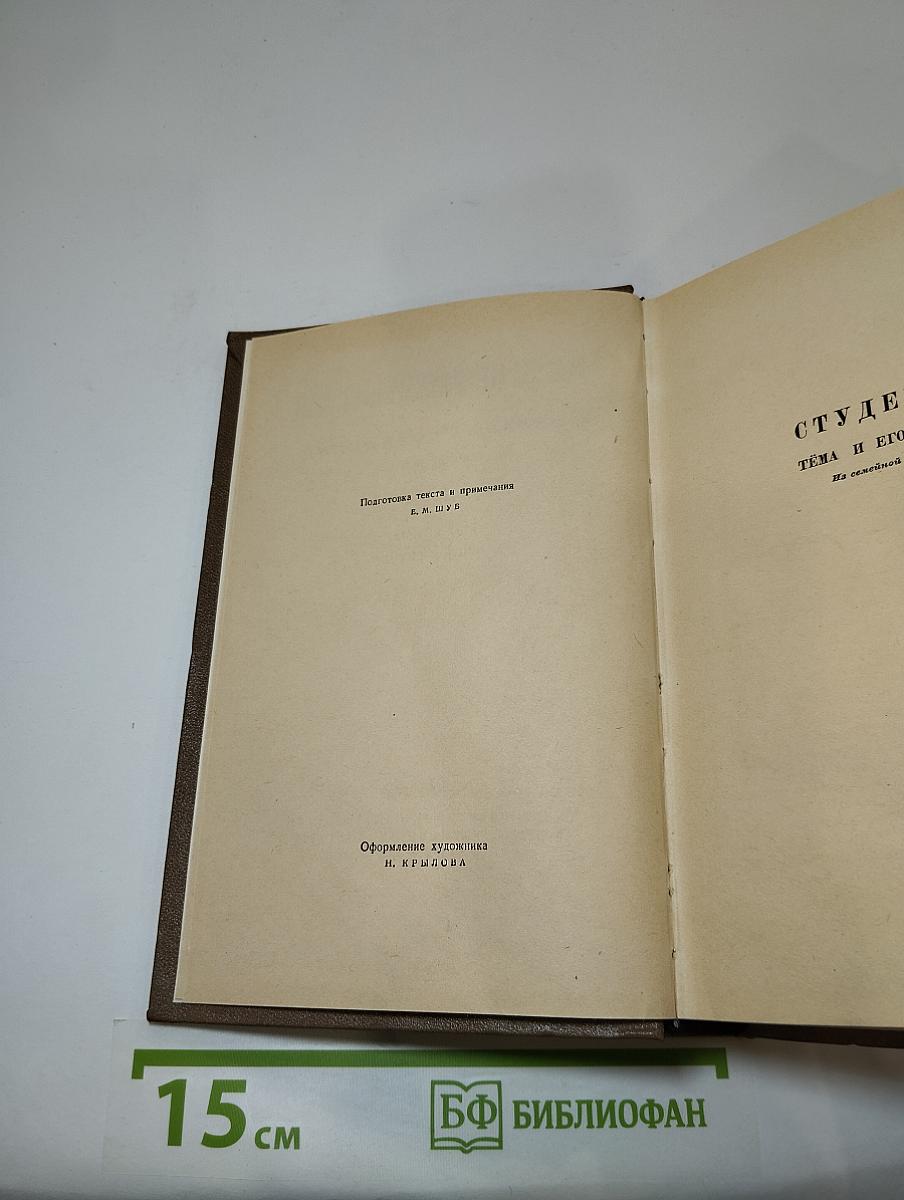 Подготовка текста и примечания
Б. М. ШУБ
Оформление художника
Н. КРЫЛОВА
СТУДЕ
ТЁМА И ЕГО
Из семейной
15 см
БФ БИБЛИОФАН